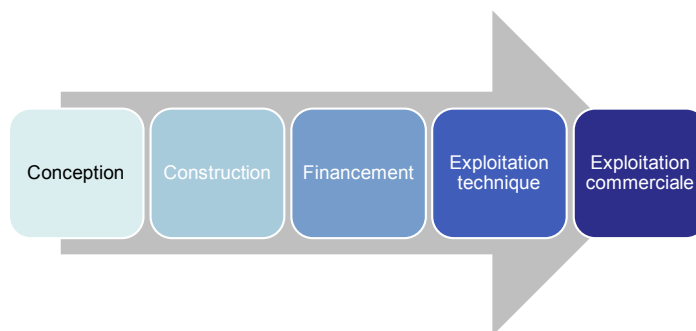 Conception
Construction
Financement
Exploitation
technique
Exploitation
commerciale